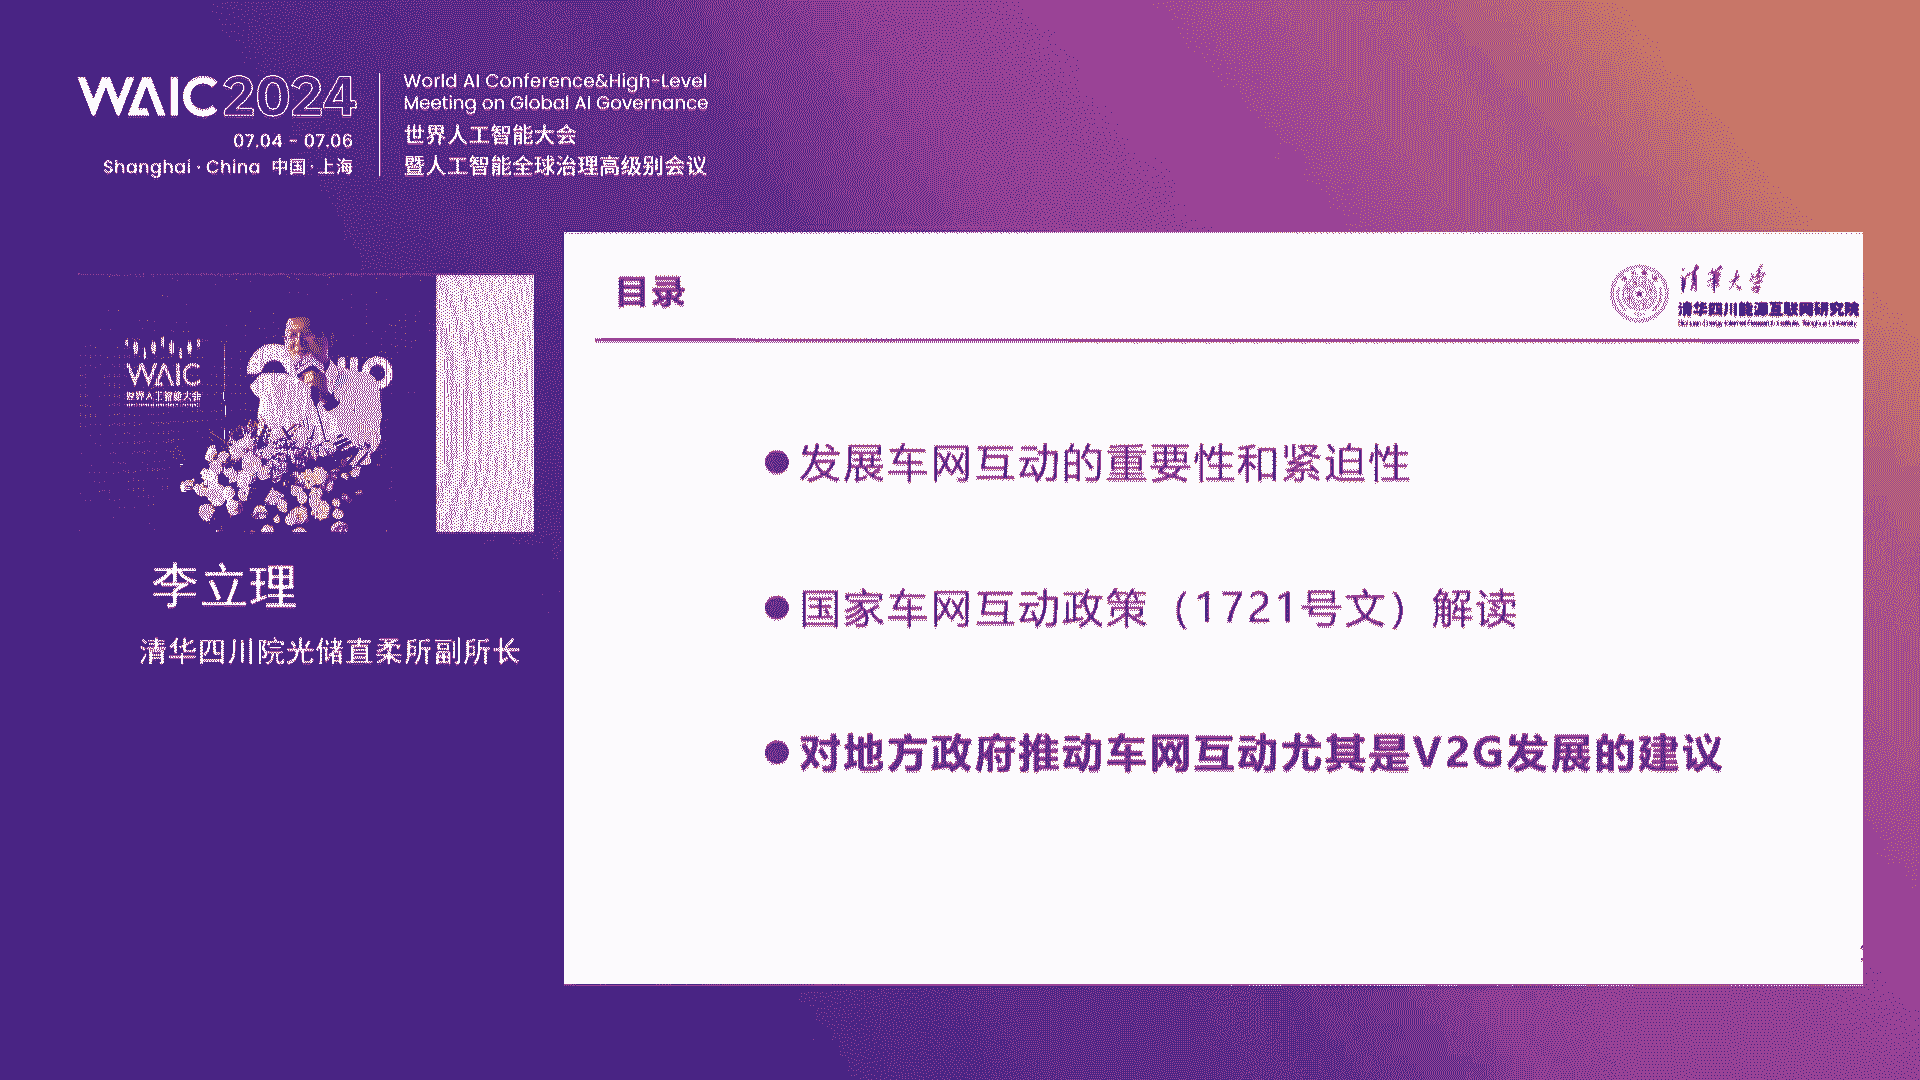 WAIC 2024
07.04 - 07.06
Shanghai · China 中国·上海
World AI Conference&High-Level
Meeting on Global AI Governance
世界人工智能大会
暨人工智能全球治理高级别会议
WAIC
世界人工智能大会
李立理
清华四川院光储直柔所副所长
目录
清华大学
清华四川能源互联网研究院
●发展车网互动的重要性和紧迫性
●国家车网互动政策（1721号文）解读
●对地方政府推动车网互动尤其是V2G发展的建议